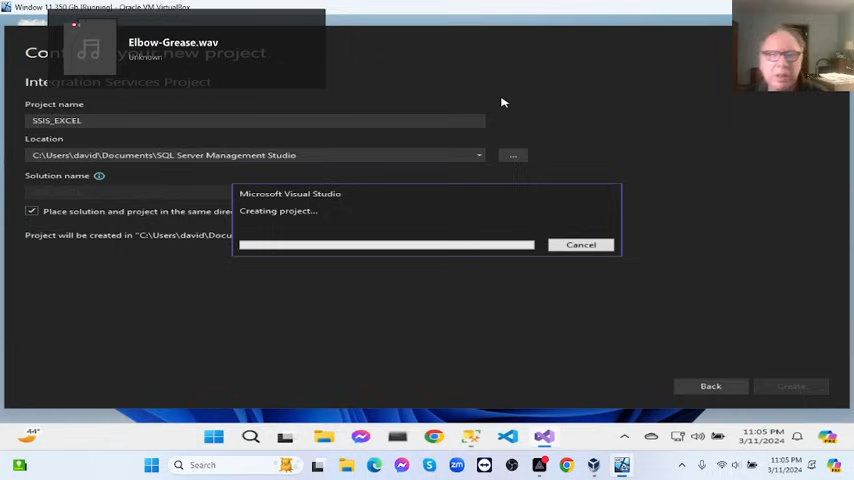 Window 11 350 Gb [Running] - Oracle VM VirtualBox
Elbow-Grease.wav
Unknown
Configure your new project
Integration Services Project
Project name
SSIS_EXCEL
Location
C:\Users\david\Documents\SQL Server Management Studio
...
Solution name
Place solution and project in the same dire
Project will be created in "C:\Users\david\Docu
Microsoft Visual Studio
Creating project...
Cancel
Back
Create
44°
11:05 PM
3/11/2024
Search
11:05 PM
3/11/2024